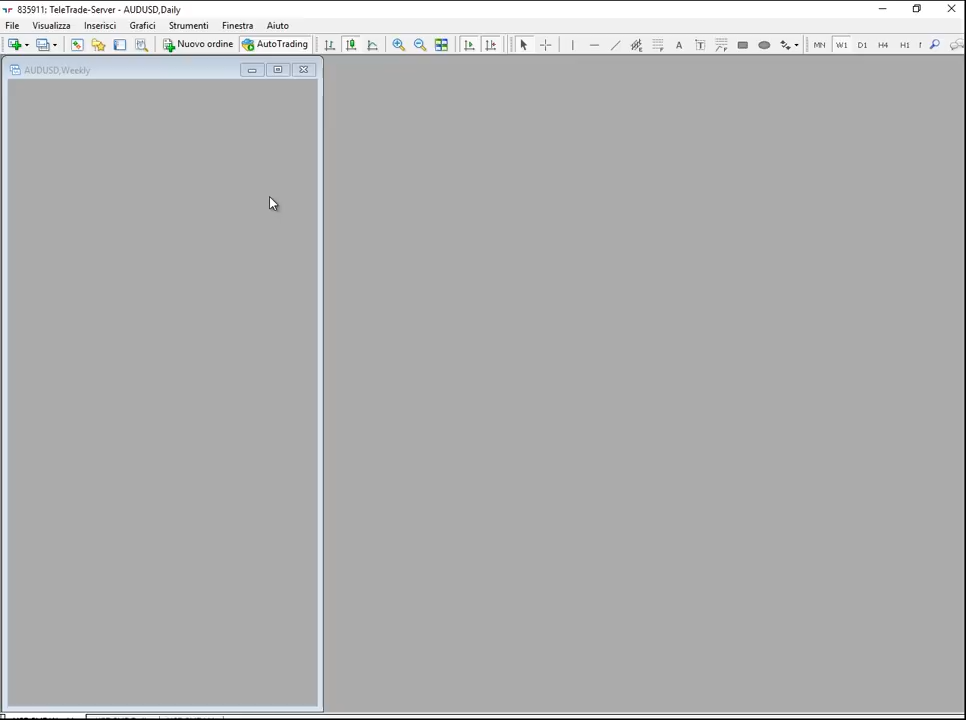 835911: TeleTrade-Server - AUDUSD,Daily
File Visualizza Inserisci Grafici Strumenti Finestra Aiuto
Nuovo ordine AutoTrading A T MN W1 D1 H4 H1
AUDUSD,Weekly